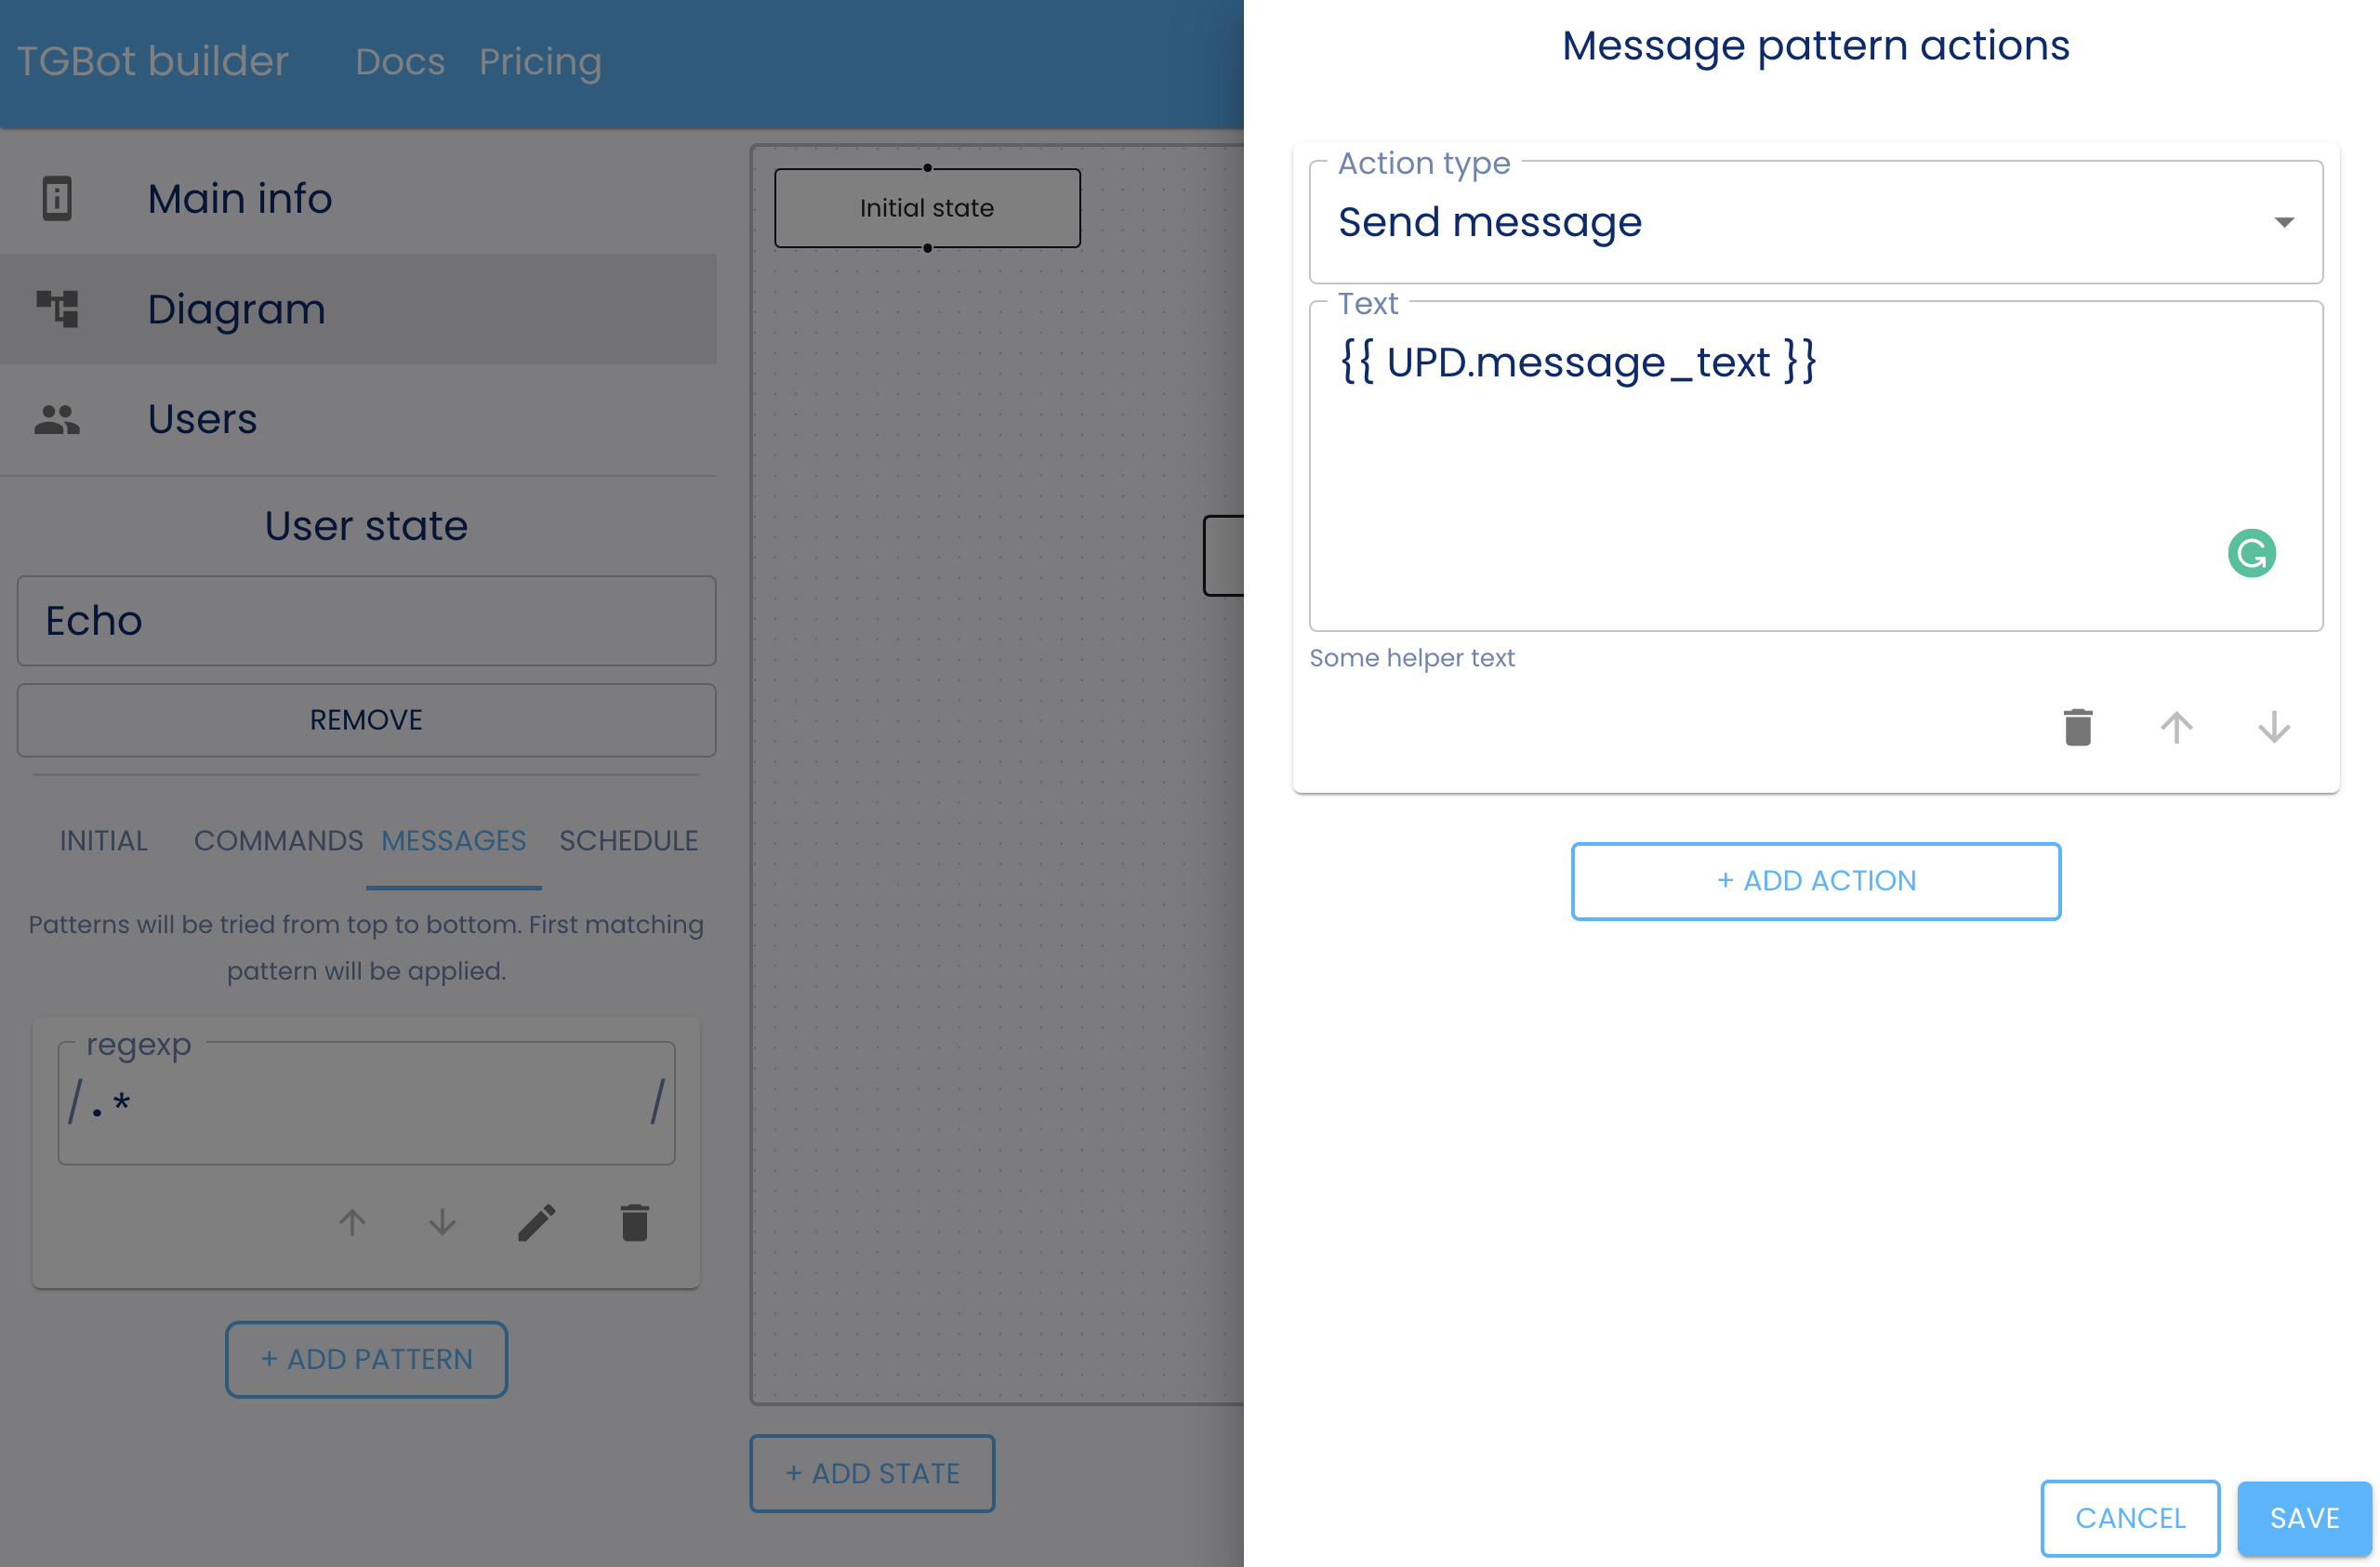 TGBot builder
Docs
Pricing
Main info
Diagram
Users
User state
Echo
REMOVE
INITIAL
COMMANDS
MESSAGES
SCHEDULE
Patterns will be tried from top to bottom. First matching
pattern will be applied.
regexp
/.* /
+ ADD PATTERN
Initial state
+ ADD STATE
Message pattern actions
Action type
Send message
Text
{{ UPD.message_text }}
Some helper text
+ ADD ACTION
CANCEL
SAVE